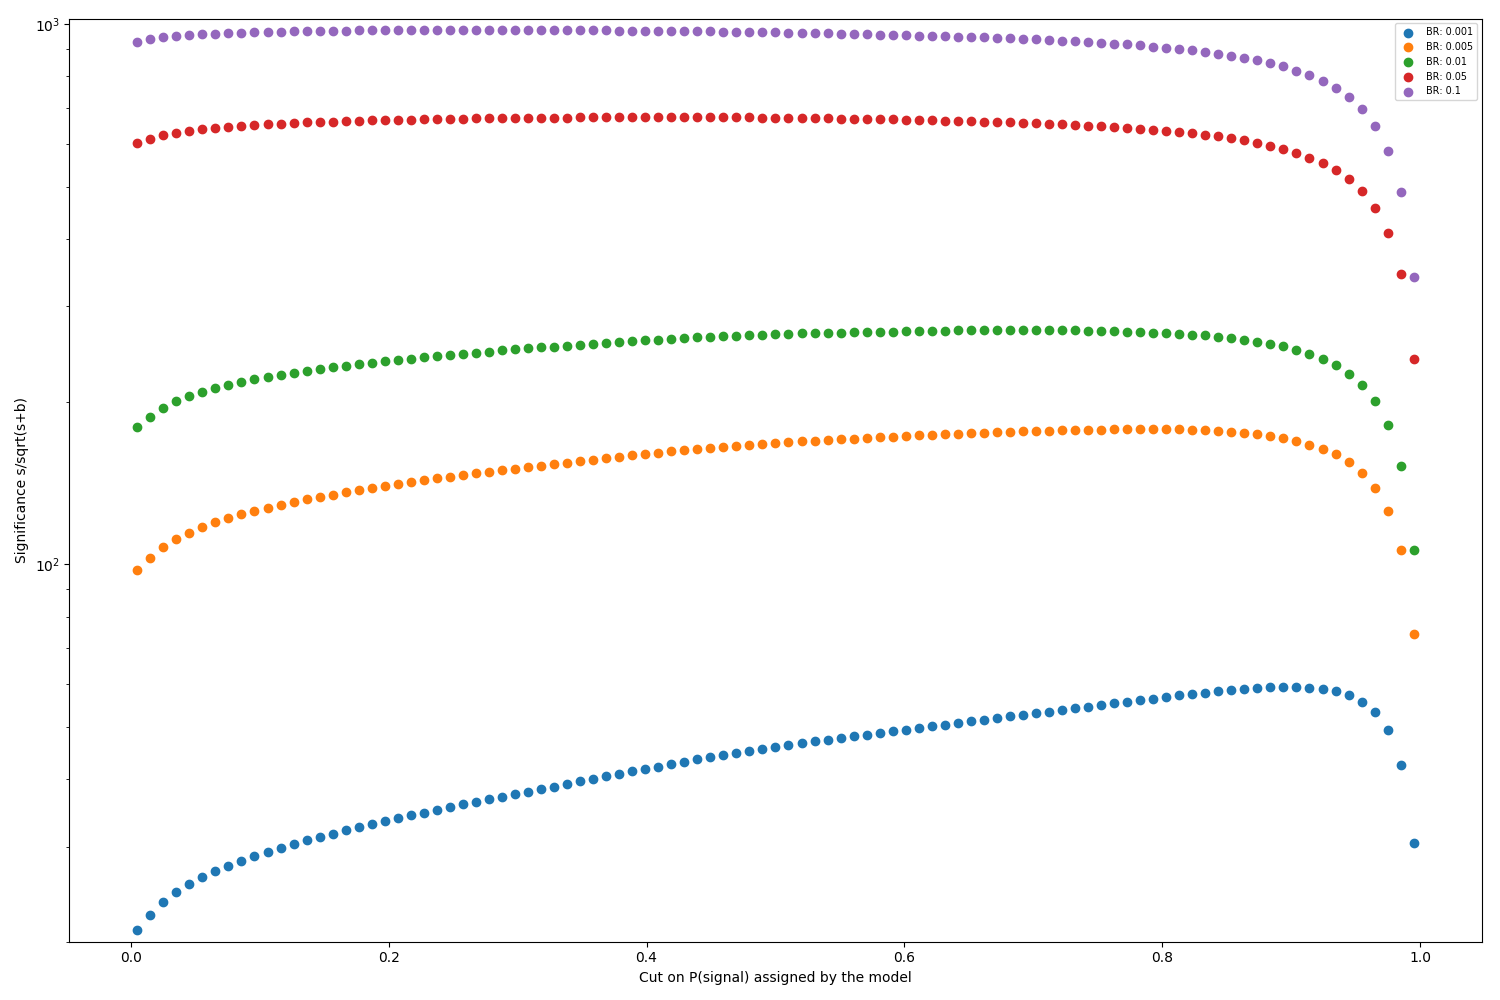 10³
10²
Significance s/sqrt(s+b)
BR: 0.001
BR: 0.005
BR: 0.01
BR: 0.05
BR: 0.1
0.0 0.2 0.4 0.6 0.8 1.0
Cut on P(signal) assigned by the model